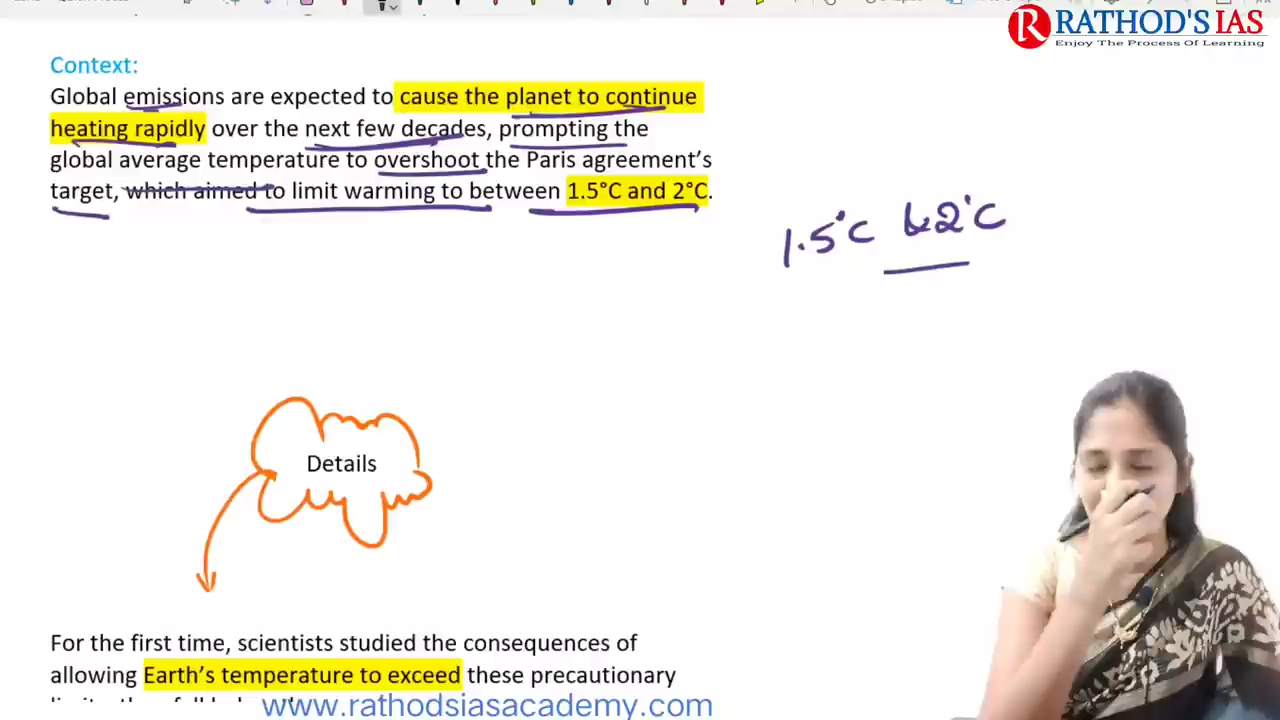 RATHOD'S IAS
Enjoy The Process Of Learning
Context:
Global emissions are expected to cause the planet to continue
heating rapidly over the next few decades, prompting the
global average temperature to overshoot the Paris agreement's
target, which aimed to limit warming to between 1.5°C and 2°C.
1.5°C & 2°C
Details
For the first time, scientists studied the consequences of
allowing Earth's temperature to exceed these precautionary
www.rathodsiasacademy.com